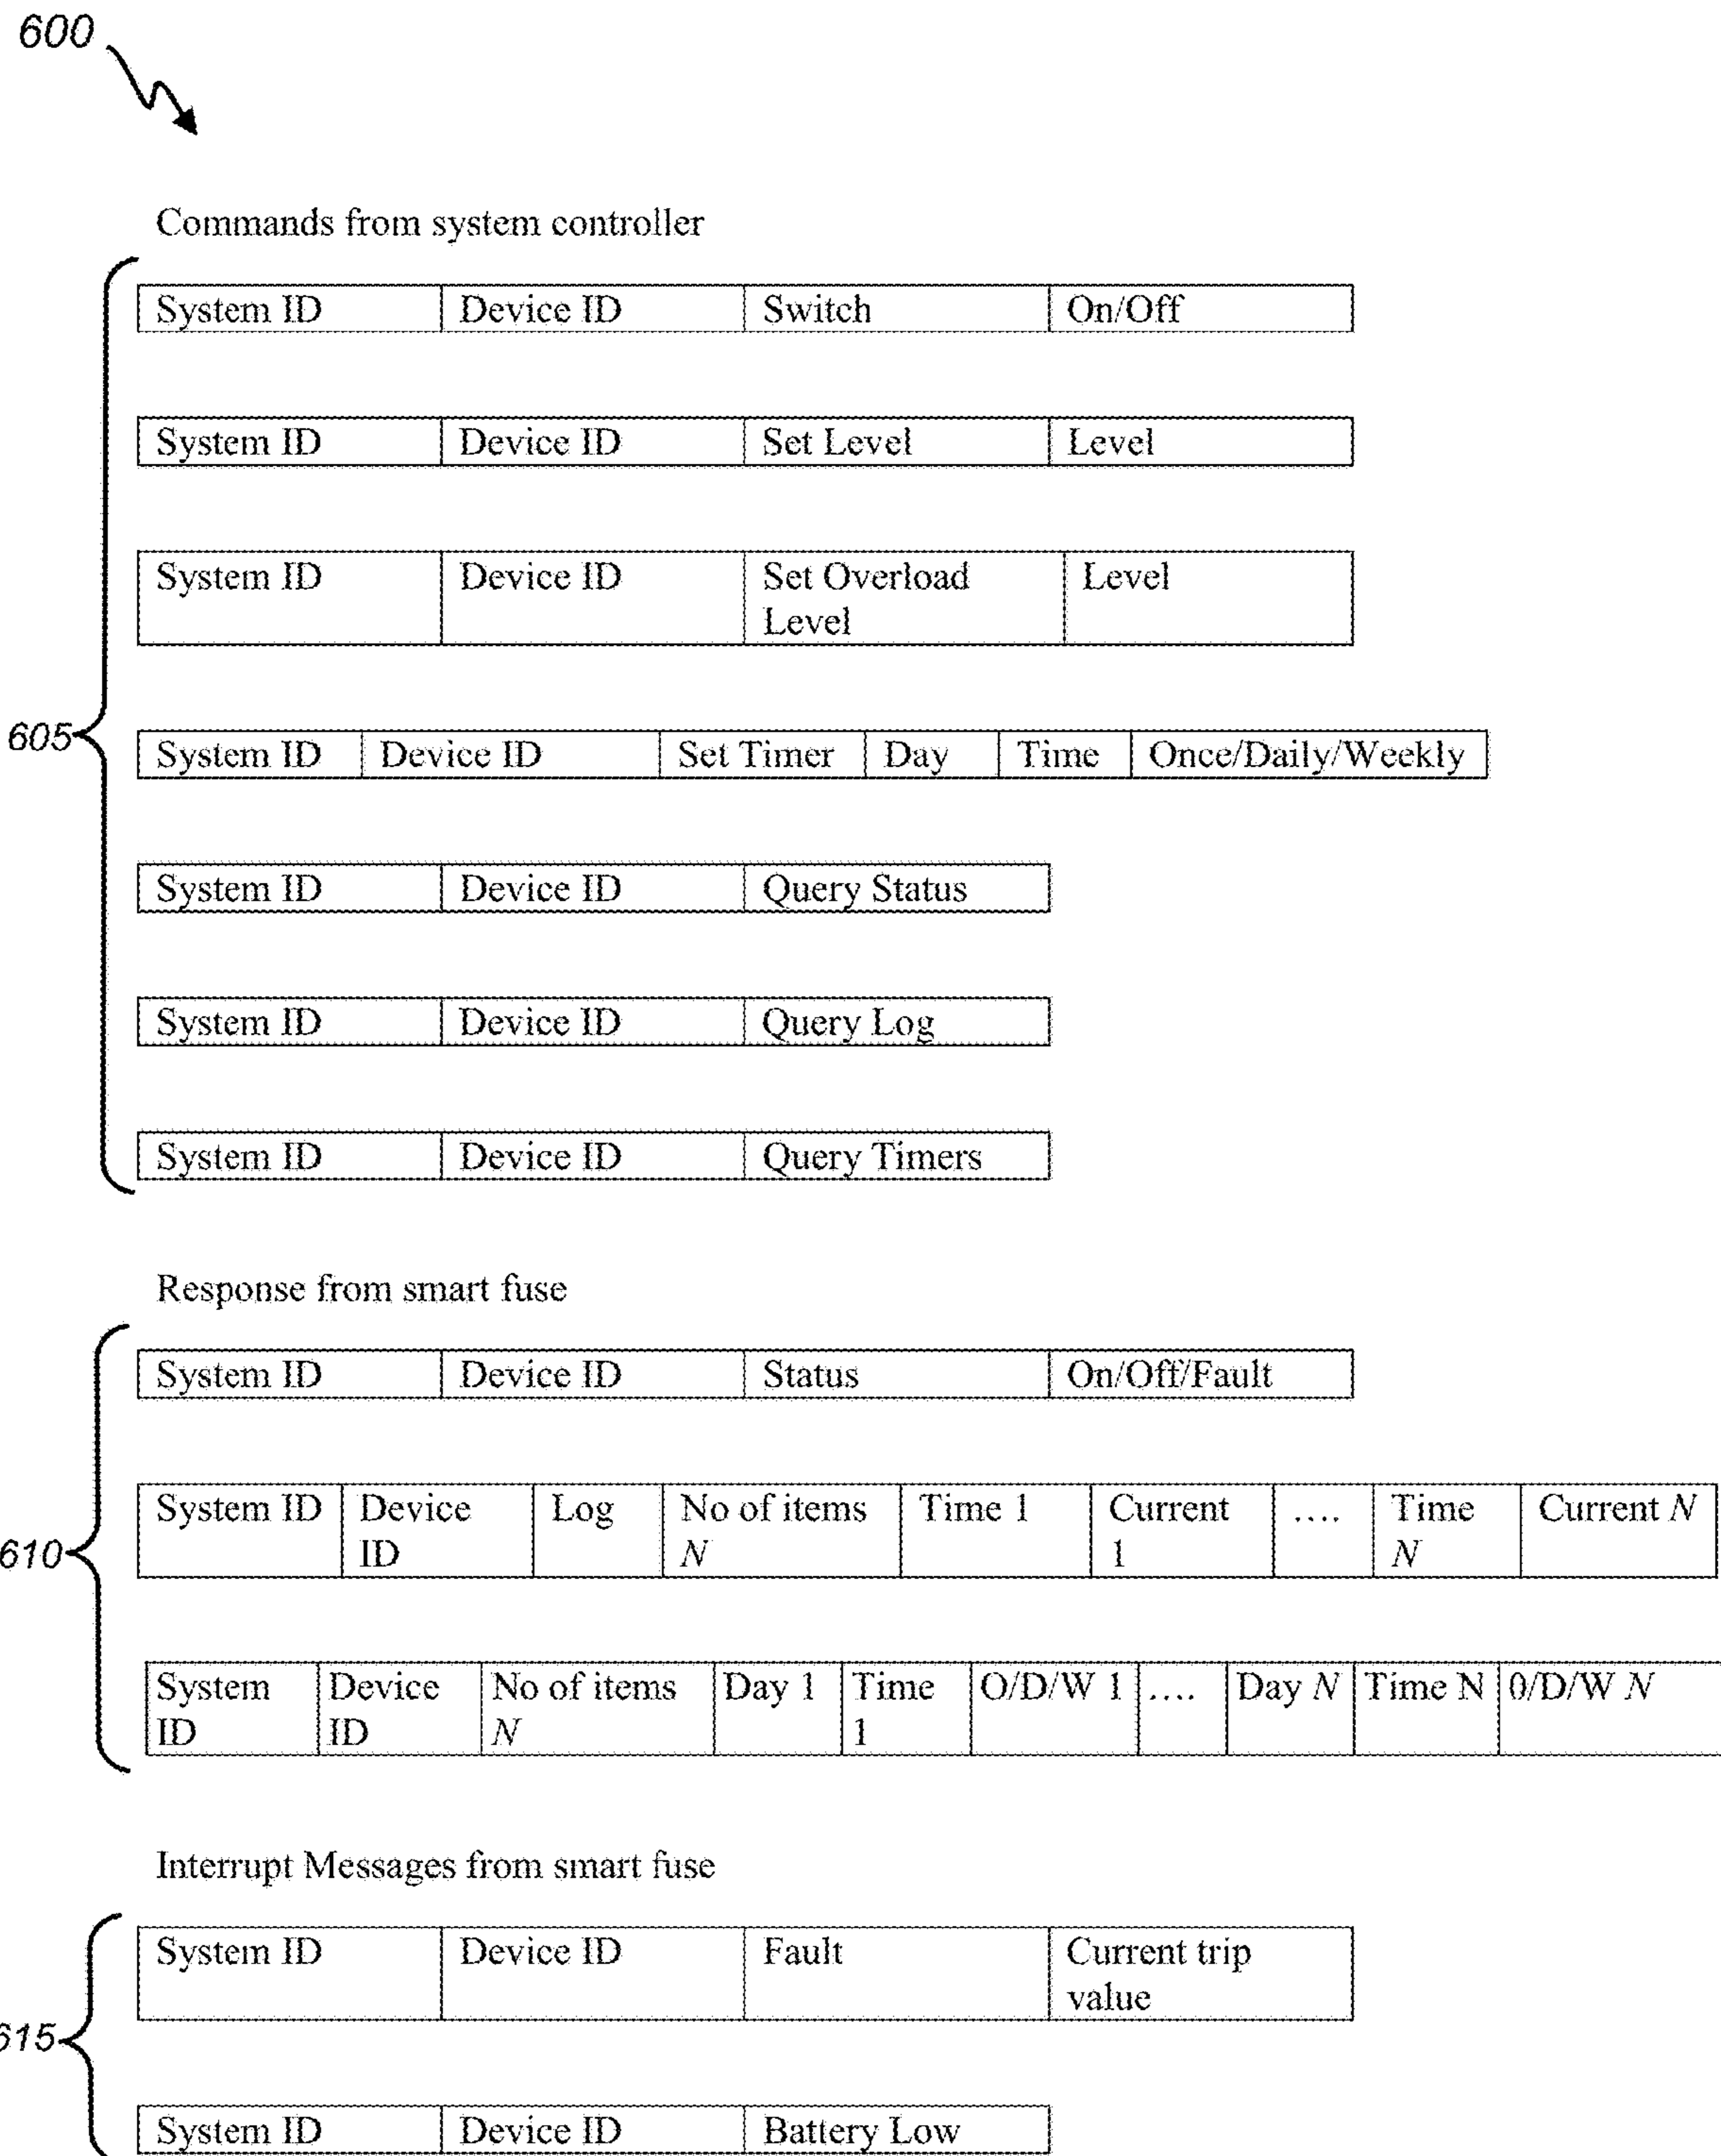 600
Commands from system controller
System ID Device ID Switch On/Off
System ID Device ID Set Level Level
System ID Device ID Set Overload Level
Level
605
System ID Device ID Set Timer Day Time Once/Daily/Weekly
System ID Device ID Query Status
System ID Device ID Query Log
System ID Device ID Query Timers
Response from smart fuse
System ID Device ID Status On/Off/Fault
System ID Device Log No of items Time 1 Current .... Time Current N
ID N 1 N
610
System Device No of items Day 1 Time O/D/W 1 .... Day N Time N 0/D/W N
ID ID N 1
Interrupt Messages from smart fuse
System ID Device ID Fault Current trip
value
615
System ID Device ID Battery Low